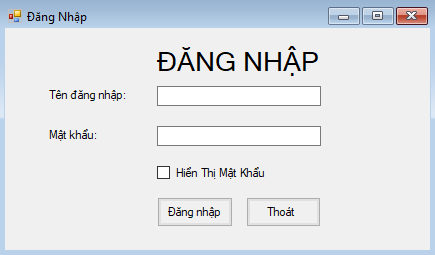 Đăng Nhập
ĐĂNG NHẬP
Tên đăng nhập:
Mật khẩu:
Hiển Thị Mật Khẩu
Đăng nhập
Thoát